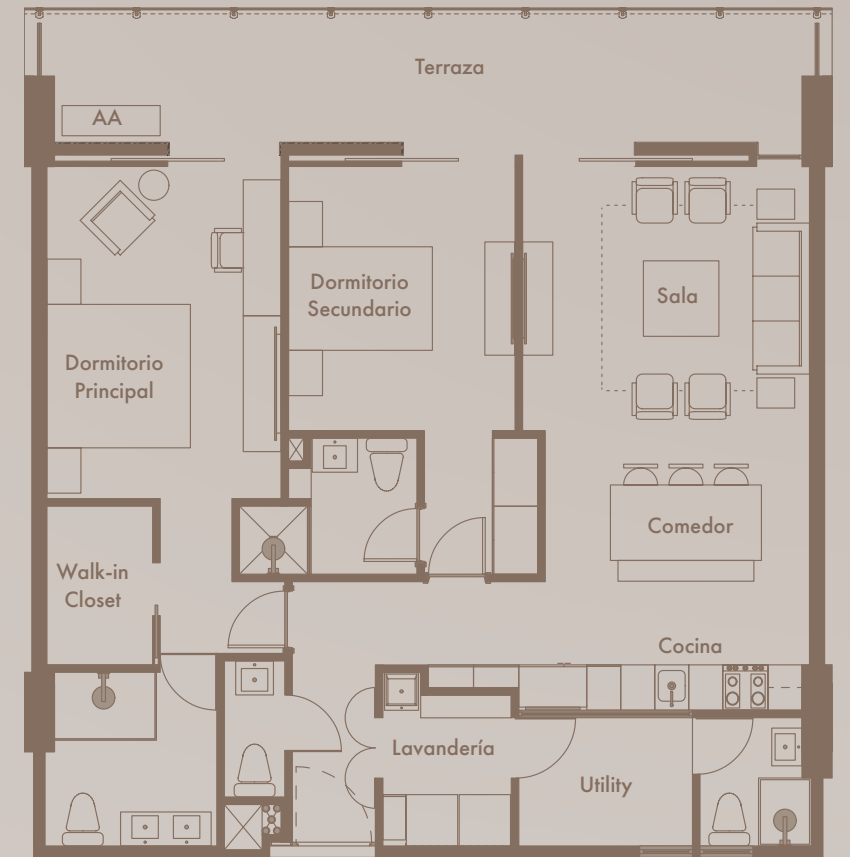 Terraza
AA
Dormitorio
Secundario
Sala
Dormitorio
Principal
Comedor
Walk-in
Closet
Cocina
Lavandería
Utility